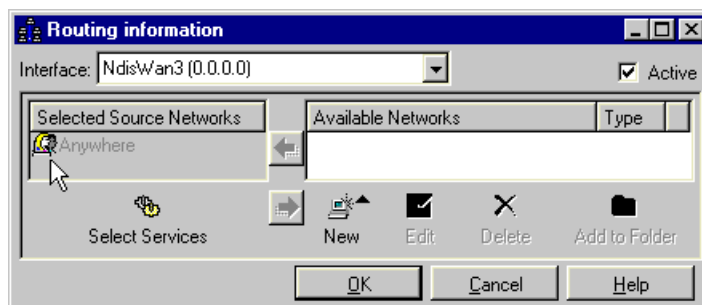 Routing information
Interface: NdisWan3 (0.0.0.0) Active
Selected Source Networks Available Networks Type
Anywhere
Select Services New Edit Delete Add to Folder
OK Cancel Help